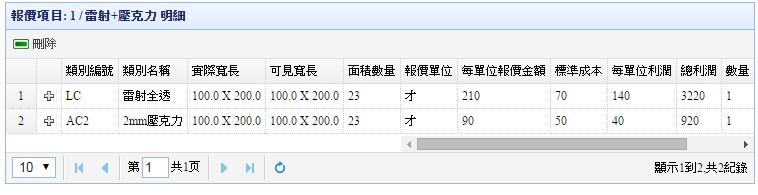 報價項目: 1 / 雷射+壓克力 明細
刪除
類別編號 類別名稱 實際寬長 可見寬長 面積數量 報價單位 每單位報價金額 標準成本 每單位利潤 總利潤 數量
1 LC 雷射全透 100.0 X 200.0 100.0 X 200.0 23 才 210 70 140 3220 1
2 AC2 2mm壓克力 100.0 X 200.0 100.0 X 200.0 23 才 90 50 40 920 1
10 第 1 共1页 顯示1到2,共2紀錄